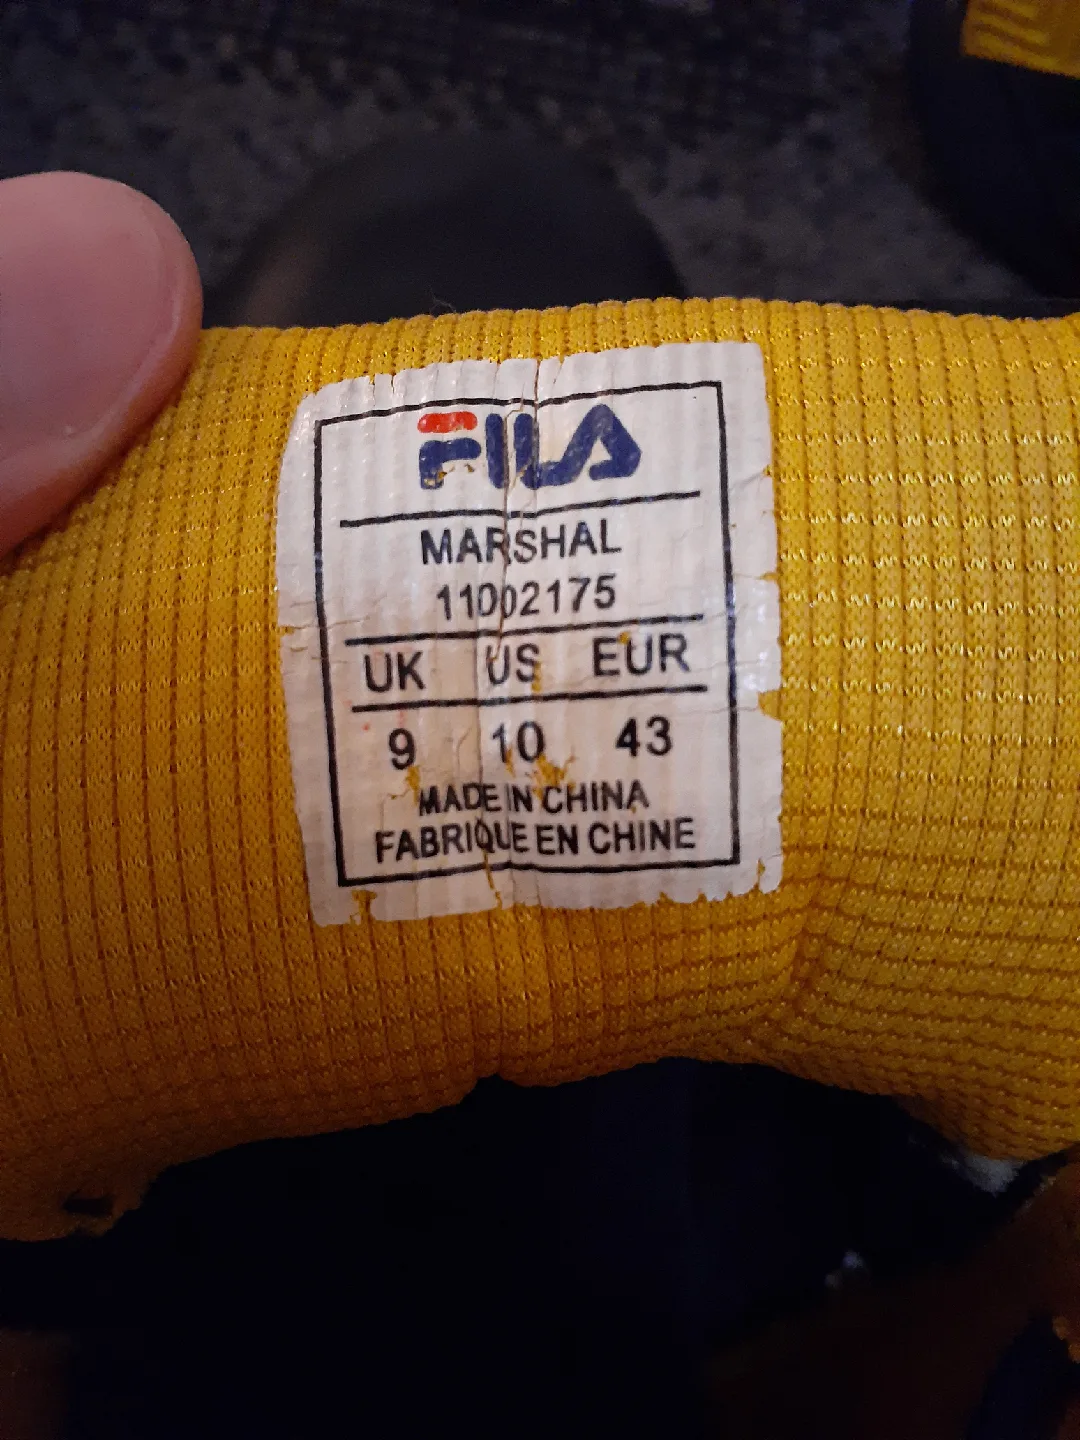 FILA
MARSHAL
11002175
UK US EUR
9 10 43
MADE IN CHINA
FABRIQUE EN CHINE